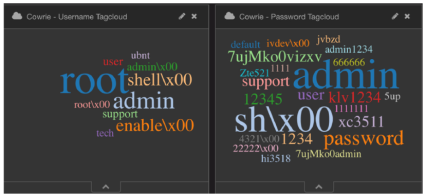 Cowrie - Username Tagcloud
ubnt
user
admin\x00
root
shell\x00
root\x00
admin
support
enable\x00
tech
Cowrie - Password Tagcloud
default
ivdev\x00
jvbzd
admin1234
7ujMko0vizxv
666666
Zte521
1111
admin
support
12345
user
klv1234
5up
sh\x00
1111111
xc3511
4321\x00
password
22222\x00
hi3518
7ujMko0admin